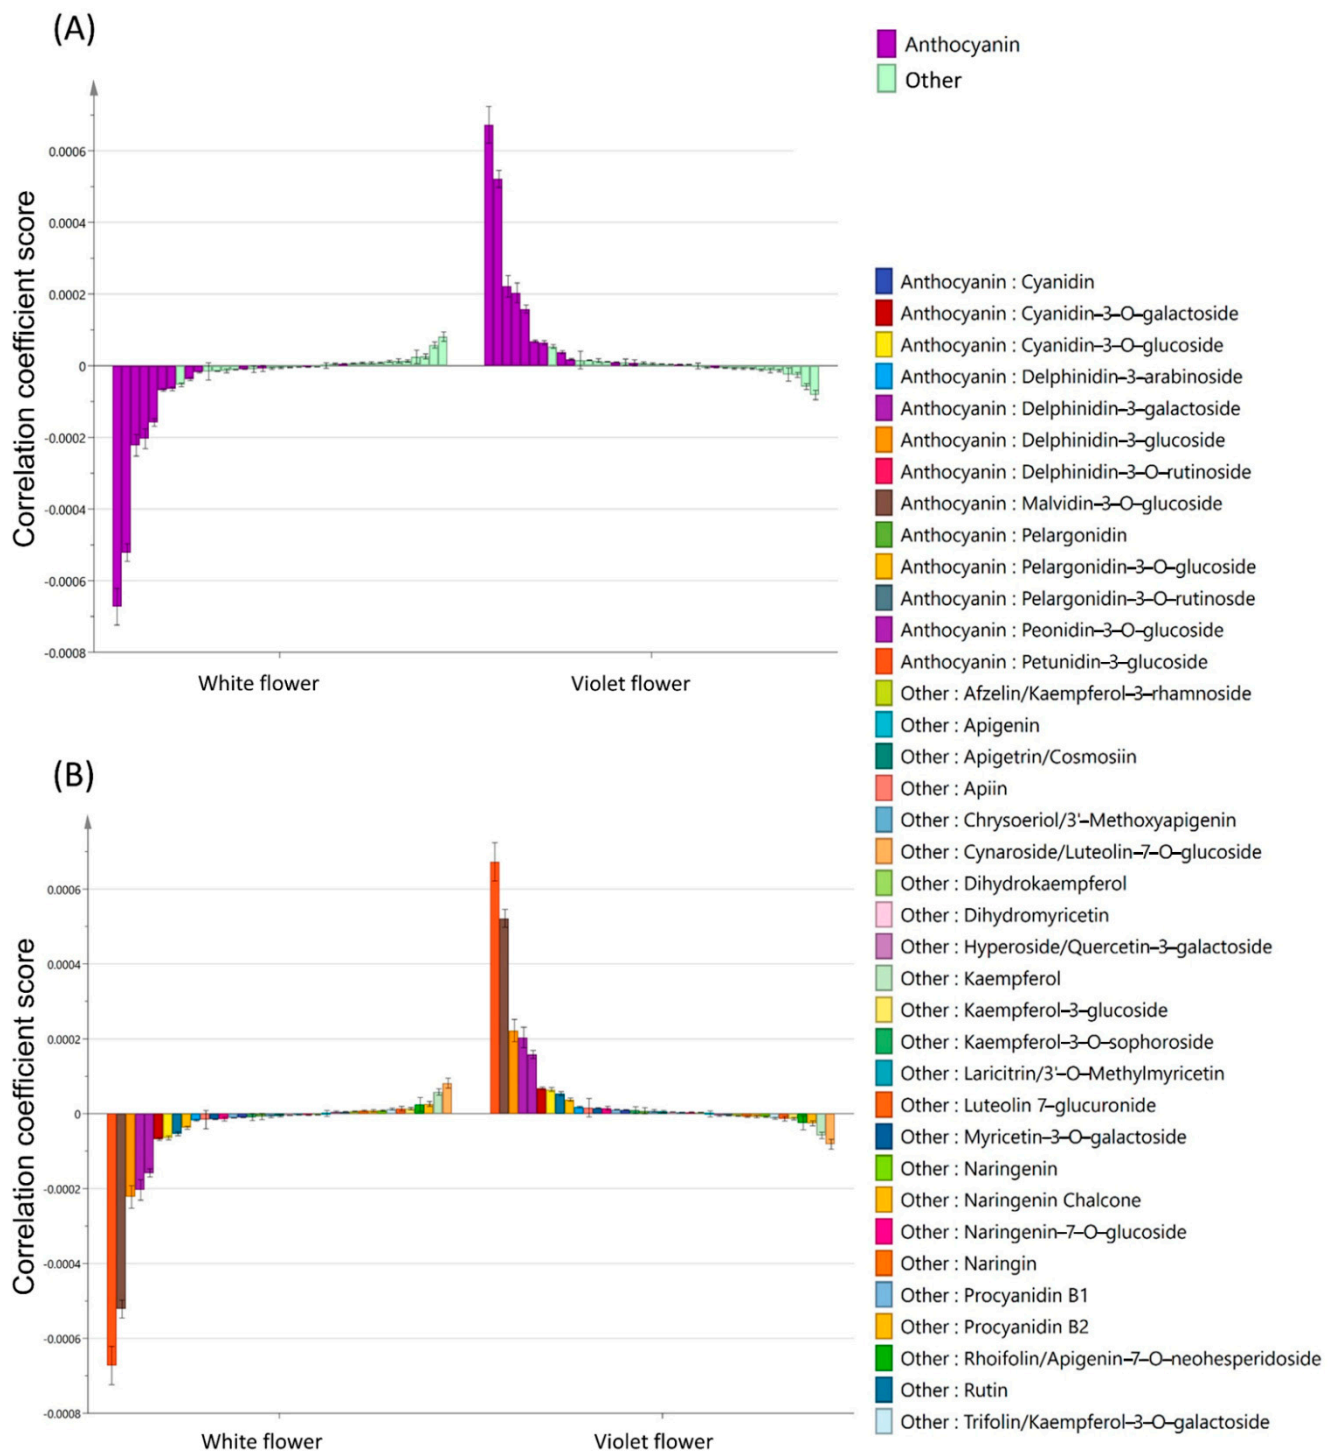 (A)
Anthocyanin
Other
Correlation coefficient score
0.0006
0.0004
0.0002
0
-0.0002
-0.0004
-0.0006
-0.0008
White flower
Violet flower
(B)
Correlation coefficient score
0.0006
0.0004
0.0002
0
-0.0002
-0.0004
-0.0006
-0.0008
White flower
Violet flower
Anthocyanin : Cyanidin
Anthocyanin : Cyanidin–3–O–galactoside
Anthocyanin : Cyanidin–3–O–glucoside
Anthocyanin : Delphinidin–3–arabinoside
Anthocyanin : Delphinidin–3–galactoside
Anthocyanin : Delphinidin–3–glucoside
Anthocyanin : Delphinidin–3–O–rutinoside
Anthocyanin : Malvidin–3–O–glucoside
Anthocyanin : Pelargonidin
Anthocyanin : Pelargonidin–3–O–glucoside
Anthocyanin : Pelargonidin–3–O–rutinosde
Anthocyanin : Peonidin–3–O–glucoside
Anthocyanin : Petunidin–3–glucoside
Other : Afzelin/Kaempferol–3–rhamnoside
Other : Apigenin
Other : Apigetrin/Cosmosiin
Other : Apiin
Other : Chrysoeriol/3'–Methoxyapigenin
Other : Cynaroside/Luteolin–7–O–glucoside
Other : Dihydrokaempferol
Other : Dihydromyricetin
Other : Hyperoside/Quercetin–3–galactoside
Other : Kaempferol
Other : Kaempferol–3–glucoside
Other : Kaempferol–3–O–sophoroside
Other : Laricitrin/3'–O–Methylmyricetin
Other : Luteolin 7–glucuronide
Other : Myricetin–3–O–galactoside
Other : Naringenin
Other : Naringenin Chalcone
Other : Naringenin–7–O–glucoside
Other : Naringin
Other : Procyanidin B1
Other : Procyanidin B2
Other : Rhoifolin/Apigenin–7–O–neohesperidoside
Other : Rutin
Other : Trifolin/Kaempferol–3–O–galactoside